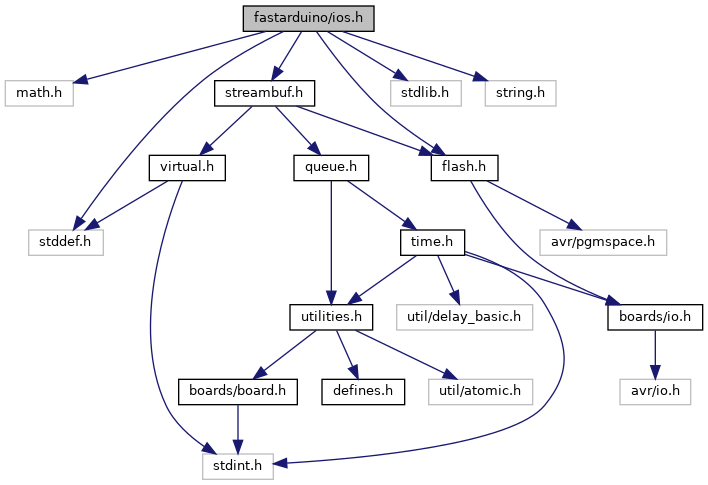 fastarduino/ios.h
math.h
streambuf.h
stdlib.h
string.h
virtual.h
queue.h
flash.h
stddef.h
time.h
avr/pgmspace.h
utilities.h
util/delay_basic.h
boards/io.h
boards/board.h
defines.h
util/atomic.h
avr/io.h
stdint.h